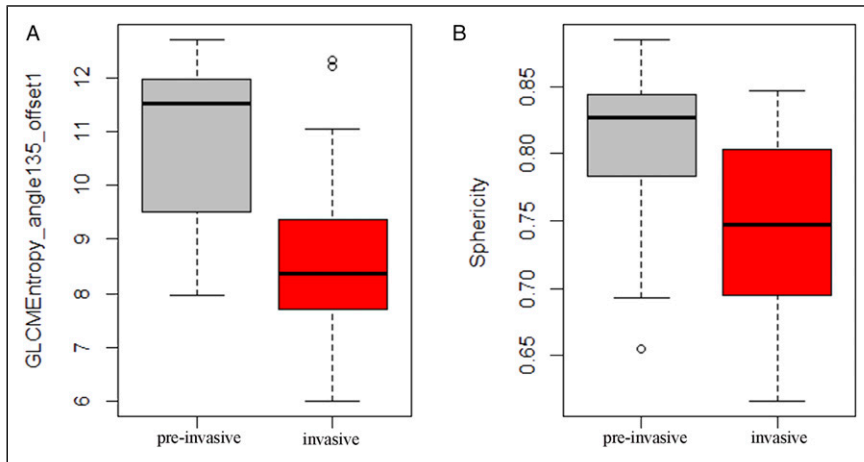 A
GLCMEntropy_angle135_offset1
12
11
10
9
8
7
6
pre-invasive
invasive
B
Sphericity
0.85
0.80
0.75
0.70
0.65
pre-invasive
invasive